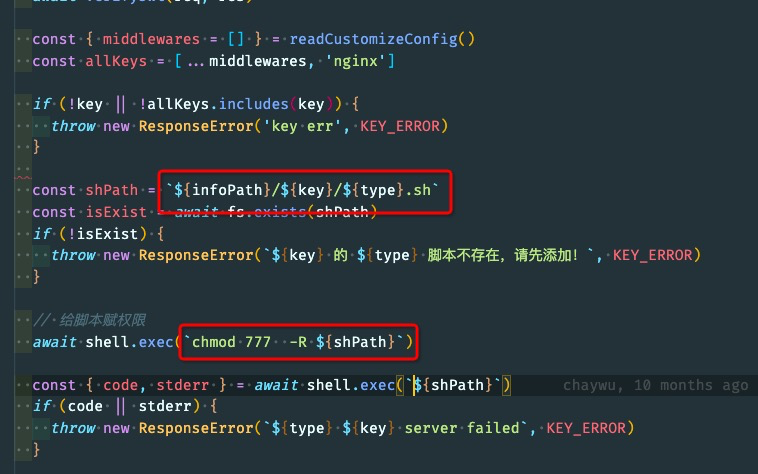 const { middlewares = [] } = readCustomizeConfig()
const allKeys = [...middlewares, 'nginx']
if (!key || !allKeys.includes(key)) {
throw new ResponseError('key err', KEY_ERROR)
}
const shPath = `${infoPath}/${key}/${type}.sh`
const isExist = await fs.exists(shPath)
if (!isExist) {
throw new ResponseError(`${key} 的 ${type} 脚本不存在，请先添加！`, KEY_ERROR)
}
// 给脚本赋权限
await shell.exec(`chmod 777  -R ${shPath}`)
const { code, stderr } = await shell.exec(`${shPath}`) chaywu, 10 months ago
if (code || stderr) {
throw new ResponseError(`${type} ${key} server failed`, KEY_ERROR)
}